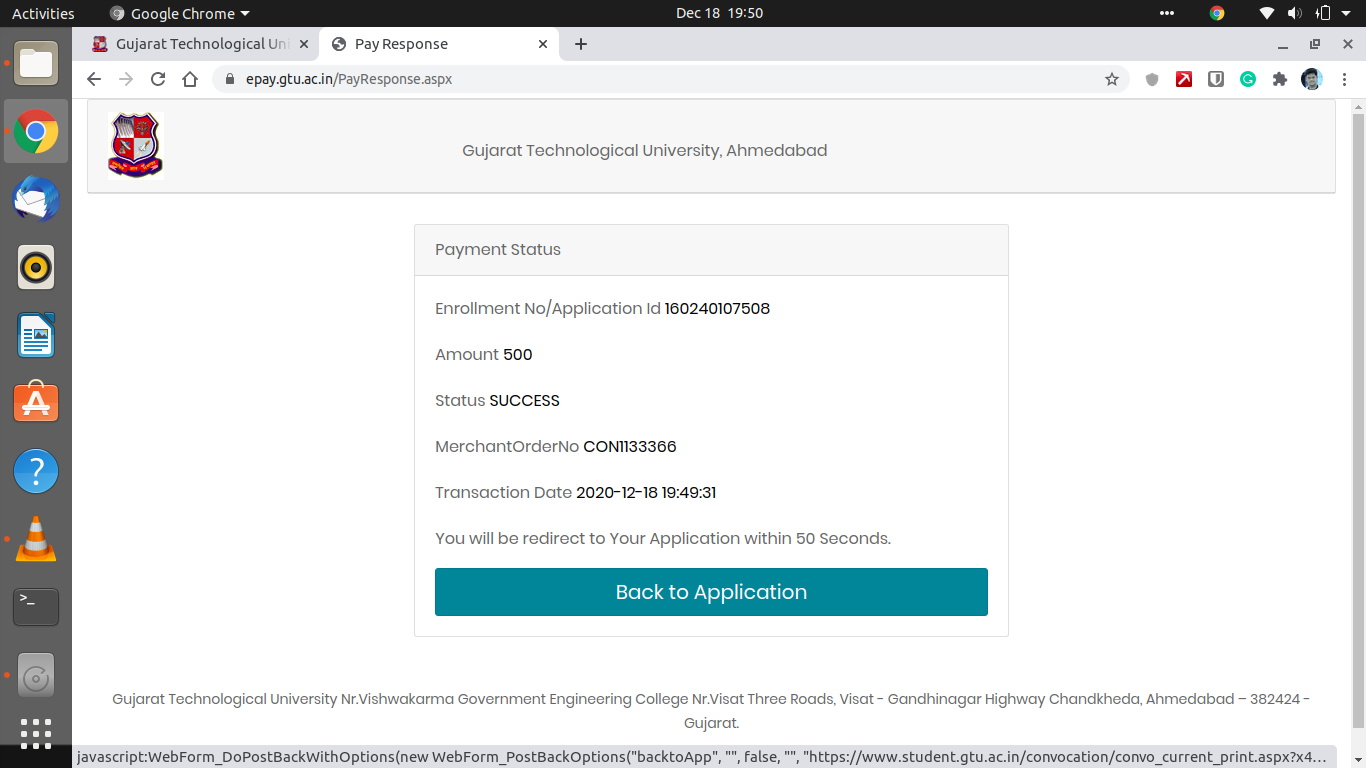 Activities
Google Chrome
Dec 18 19:50
Gujarat Technological Uni
Pay Response
epay.gtu.ac.in/PayResponse.aspx
Gujarat Technological University, Ahmedabad
Payment Status
Enrollment No/Application Id 160240107508
Amount 500
Status SUCCESS
MerchantOrderNo CON1133366
Transaction Date 2020-12-18 19:49:31
You will be redirect to Your Application within 50 Seconds.
Back to Application
Gujarat Technological University Nr.Vishwakarma Government Engineering College Nr.Visat Three Roads, Visat - Gandhinagar Highway Chandkheda, Ahmedabad – 382424 -
Gujarat.
javascript:WebForm_DoPostBackWithOptions(new WebForm_PostBackOptions("backtoApp", "", false, "", "https://www.student.gtu.ac.in/convocation/convo_current_print.aspx?x4...